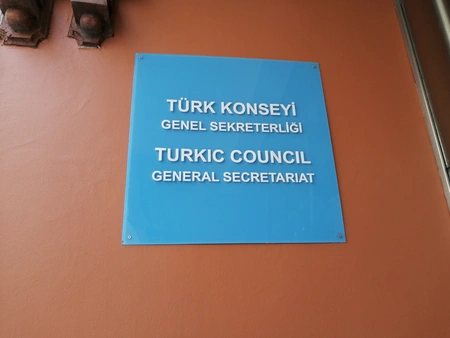 TÜRK KONSEYİ
GENEL SEKRETERLİĞİ
TURKIC COUNCIL
GENERAL SECRETARIAT